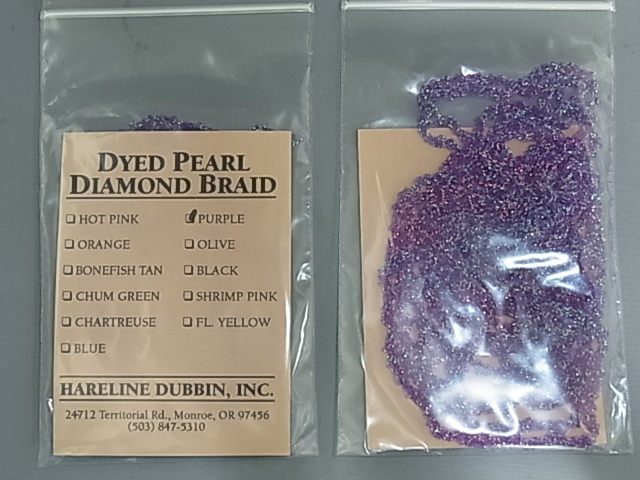 DYED PEARL
DIAMOND BRAID
HOT PINK
PURPLE
ORANGE
OLIVE
BONEFISH TAN
BLACK
CHUM GREEN
SHRIMP PINK
CHARTREUSE
FL. YELLOW
BLUE
HARELINE DUBBIN, INC.
24712 Territorial Rd., Monroe, OR 97456
(503) 847-5310